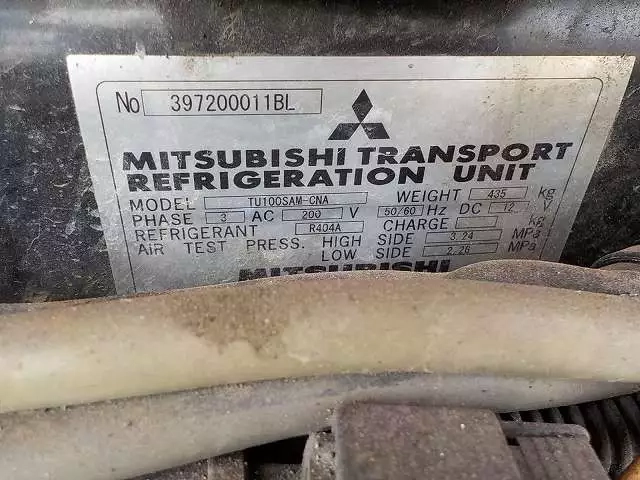 No 397200011BL
MITSUBISHI TRANSPORT
REFRIGERATION UNIT
MODEL TU100SAM-CNA WEIGHT 435 kg
PHASE 3 AC 200 V 50/60 Hz DC 12 V
REFRIGERANT R404A CHARGE kg
AIR TEST PRESS. HIGH SIDE 3.24 MPa
LOW SIDE 2.26 MPa
MITSUBISHI